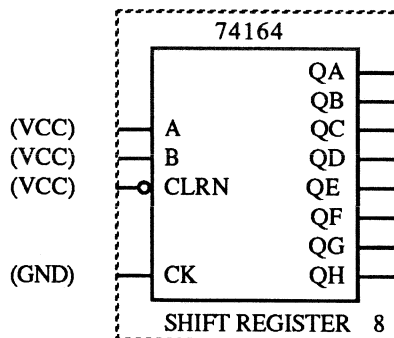 74164
QA
QB
(VCC) A QC
(VCC) B QD
(VCC) CLRN QE
QF
QG
(GND) CK QH
SHIFT REGISTER 8